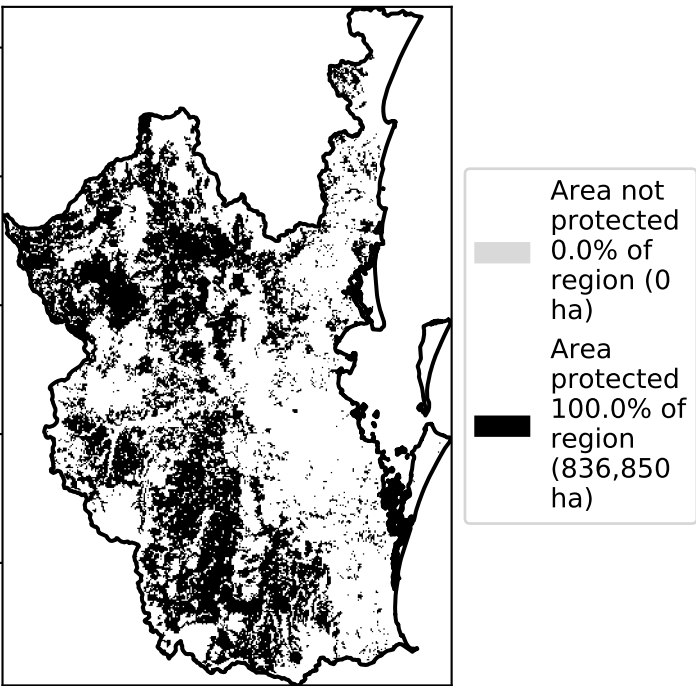 Area not
protected
0.0% of
region (0
ha)
Area
protected
100.0% of
region
(836,850
ha)